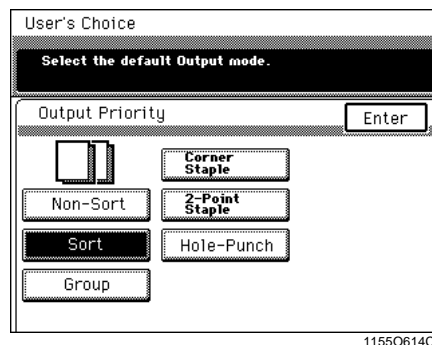 User's Choice
Select the default Output mode.
Output Priority
Enter
Corner
Staple
Non-Sort
2-Point
Staple
Sort
Hole-Punch
Group
1155O614C